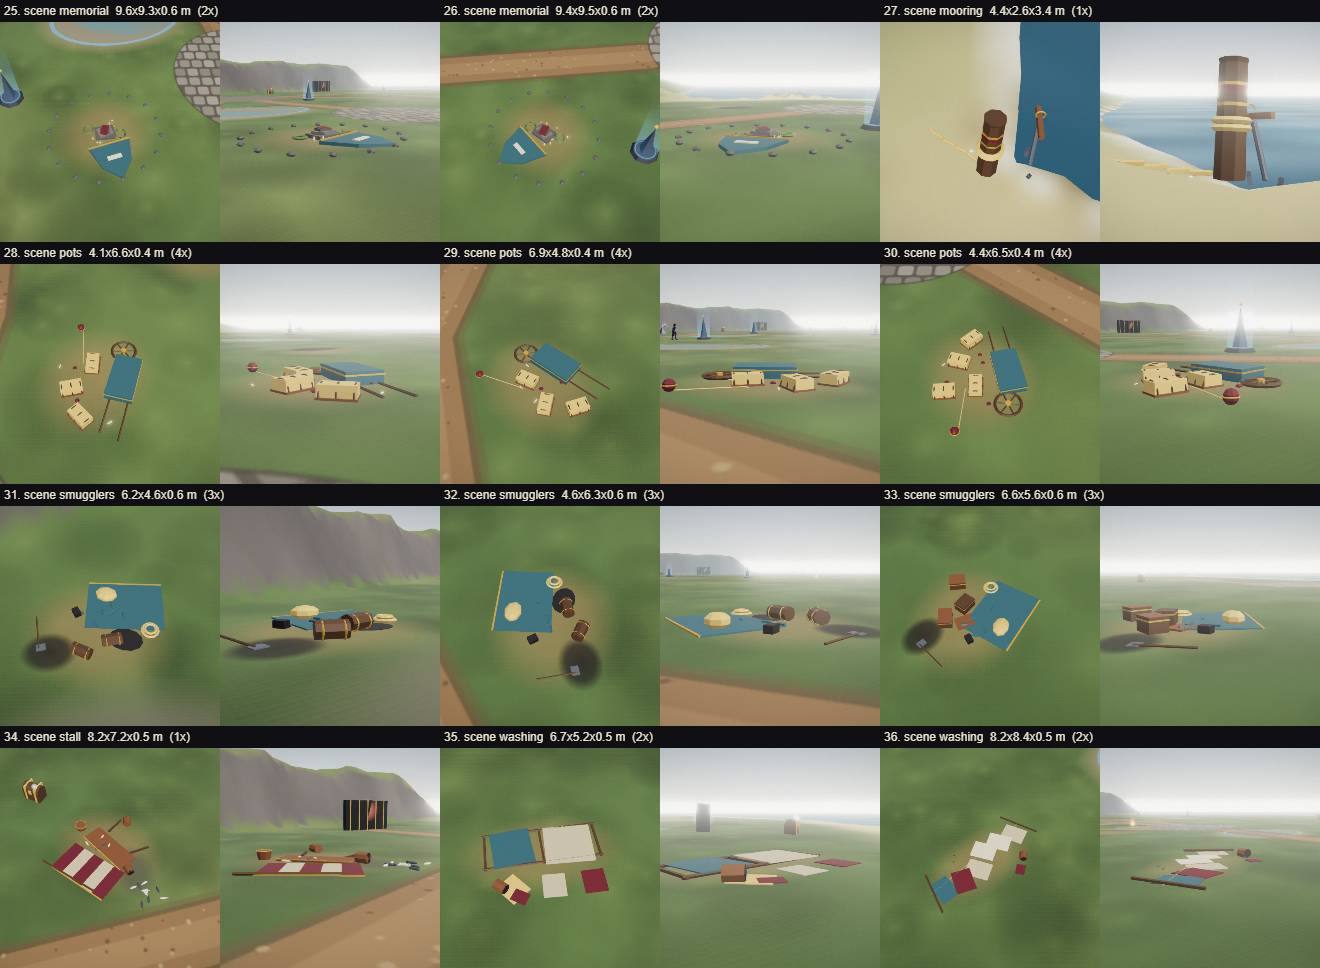 25. scene memorial 9.6x9.3x0.6 m (2x)
26. scene memorial 9.4x9.5x0.6 m (2x)
27. scene mooring 4.4x2.6x3.4 m (1x)
28. scene pots 4.1x6.6x0.4 m (4x)
29. scene pots 6.9x4.8x0.4 m (4x)
30. scene pots 4.4x6.5x0.4 m (4x)
31. scene smugglers 6.2x4.6x0.6 m (3x)
32. scene smugglers 4.6x6.3x0.6 m (3x)
33. scene smugglers 6.6x5.6x0.6 m (3x)
34. scene stall 8.2x7.2x0.5 m (1x)
35. scene washing 6.7x5.2x0.5 m (2x)
36. scene washing 8.2x8.4x0.5 m (2x)